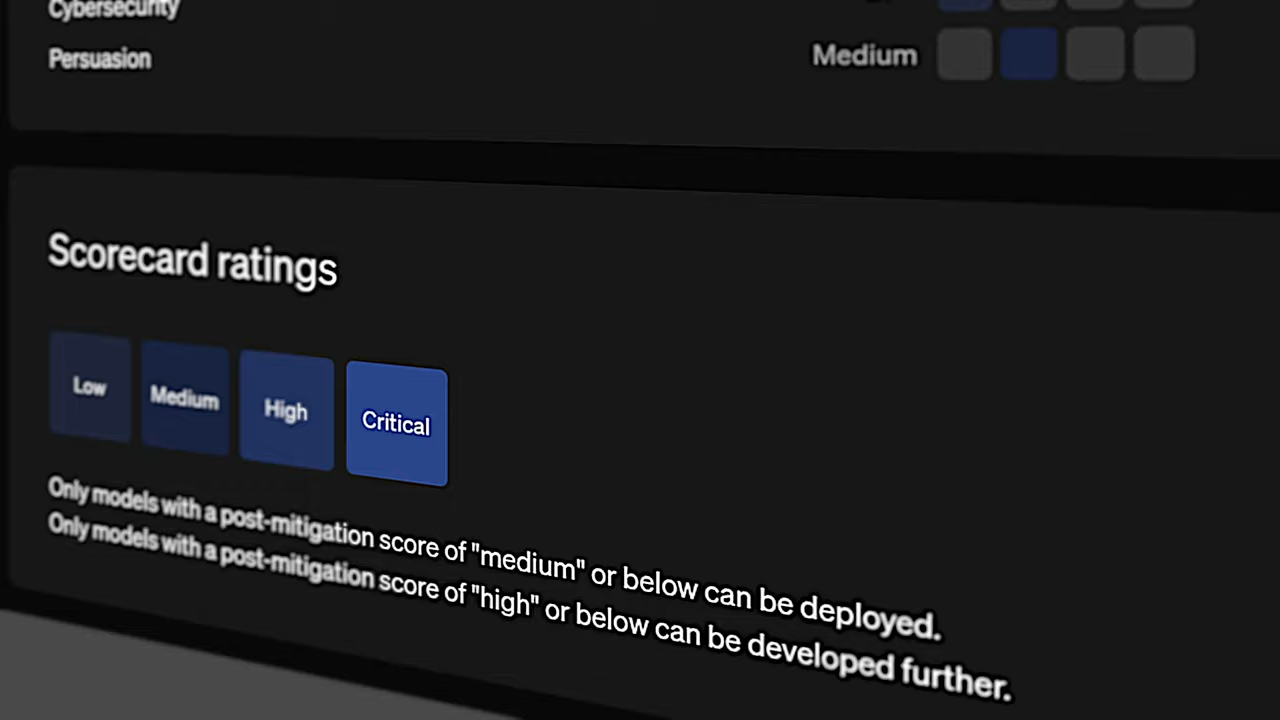 Cybersecurity
Persuasion
Medium
Scorecard ratings
Low
Medium
High
Critical
Only models with a post-mitigation score of "medium" or below can be deployed.
Only models with a post-mitigation score of "high" or below can be developed further.